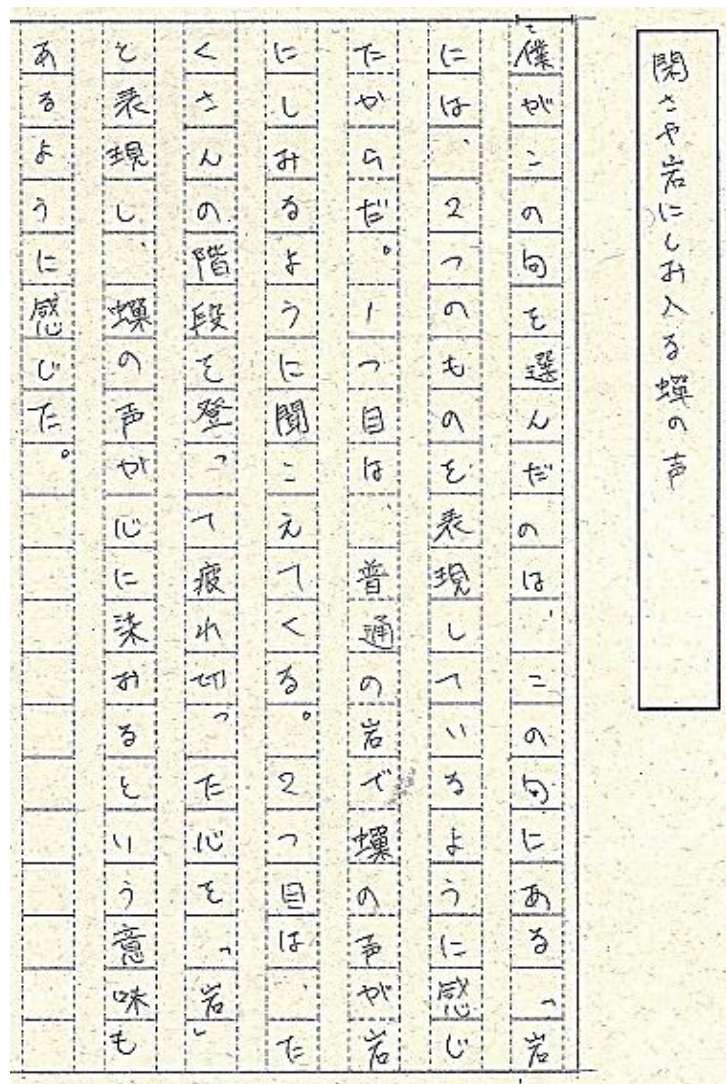 閑さや岩にしみ入る蟬の声
僕がこの句を選んだのは、この句にある「岩
には、2つのものを表現しているように感じ
たからだ。1つ目は 普通の岩で蟬の声が岩
にしみるように聞こえてくる。2つ目は、た
くさんの階段を登って疲れ切った心を「岩」
と表現し、蟬の声が心に染みるという意味も
あるように感じた。